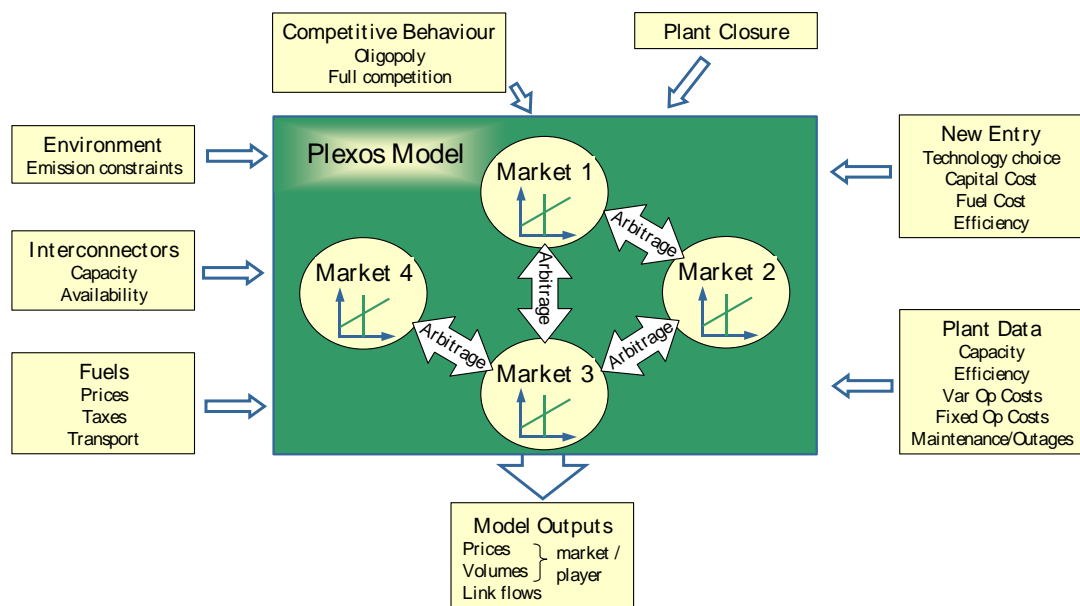 Competitive Behaviour
Oligopoly
Full competition
Plant Closure
Environment
Emission constraints
Interconnectors
Capacity
Availability
Fuels
Prices
Taxes
Transport
Plexos Model
Market 1
Arbitrage
Market 2
Arbitrage
Market 4
Arbitrage
Arbitrage
Market 3
New Entry
Technology choice
Capital Cost
Fuel Cost
Efficiency
Plant Data
Capacity
Efficiency
Var Op Costs
Fixed Op Costs
Maintenance/Outages
Model Outputs
Prices
Volumes
market /
player
Link flows